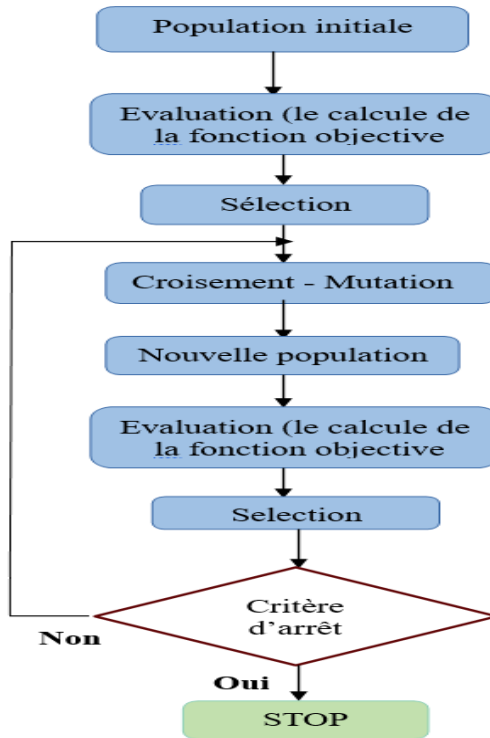 Population initiale
Evaluation (le calcule de
la fonction objective
Sélection
Croisement - Mutation
Nouvelle population
Evaluation (le calcule de
la fonction objective
Selection
Critère
d’arrêt
Non
Oui
STOP